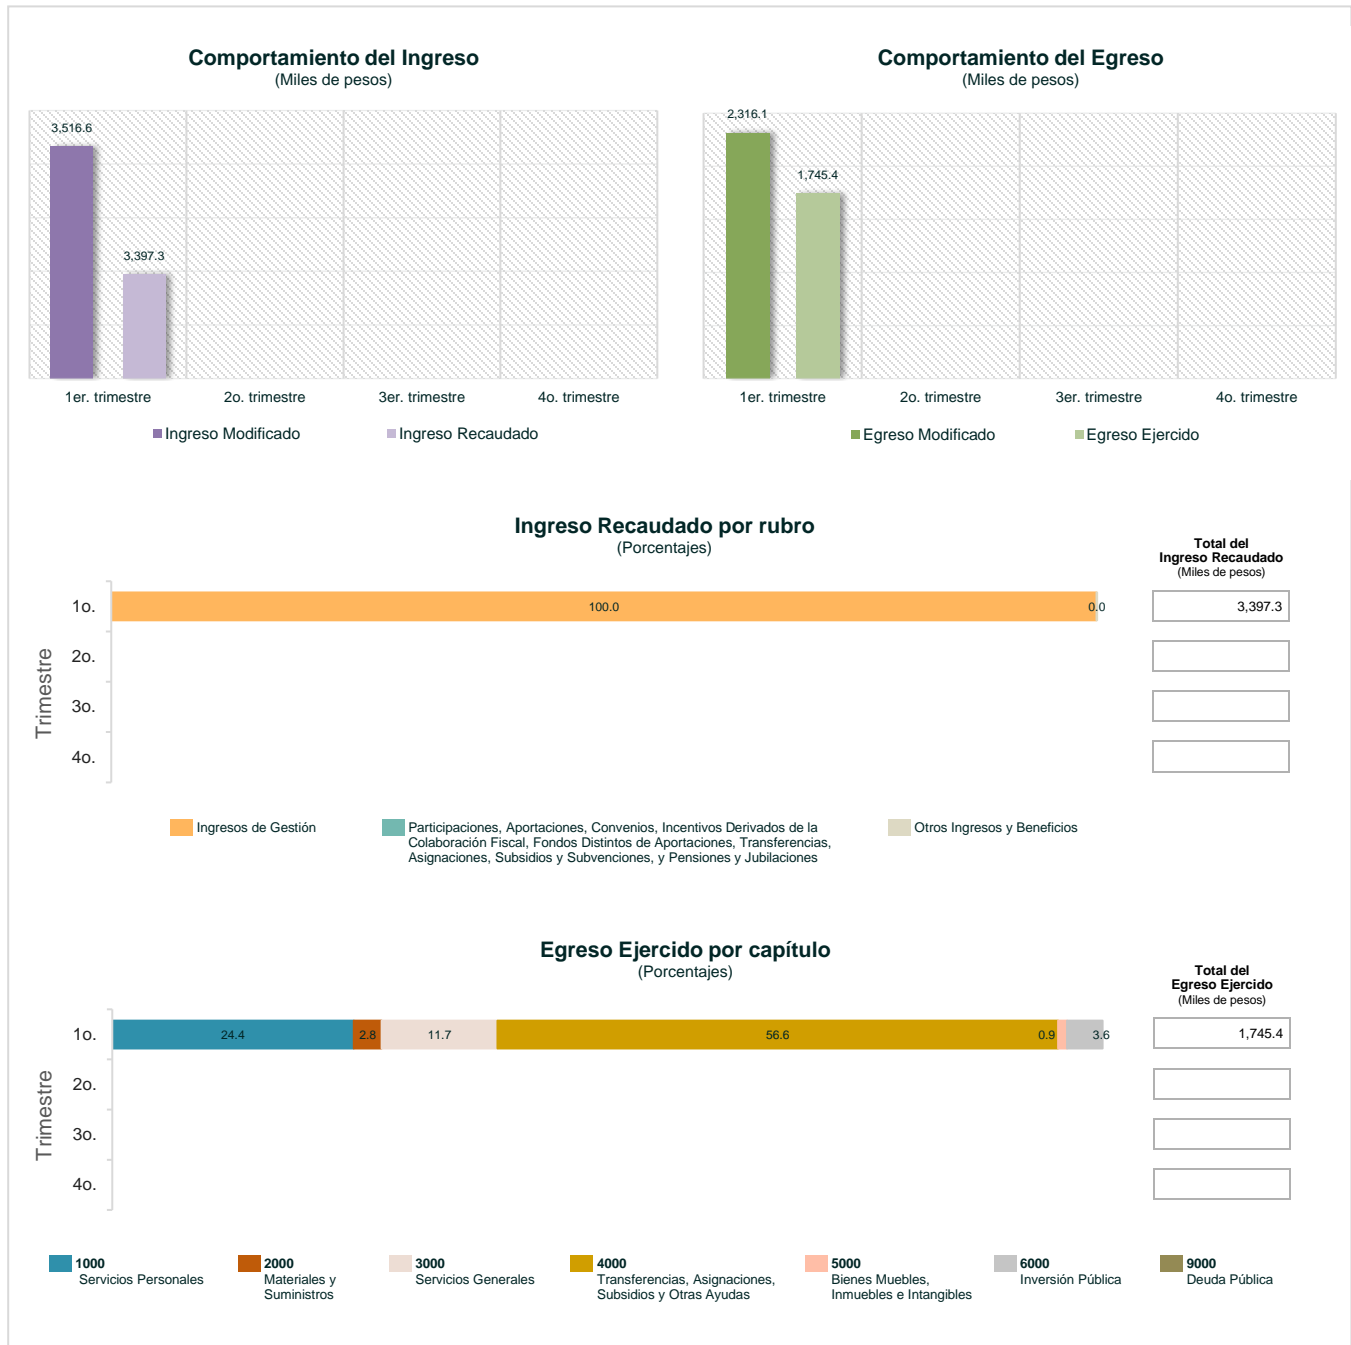 Comportamiento del Ingreso
(Miles de pesos)
3,516.6
3,397.3
1er. trimestre
2o. trimestre
3er. trimestre
4o. trimestre
Ingreso Modificado
Ingreso Recaudado
Comportamiento del Egreso
(Miles de pesos)
2,316.1
1,745.4
1er. trimestre
2o. trimestre
3er. trimestre
4o. trimestre
Egreso Modificado
Egreso Ejercido
Ingreso Recaudado por rubro
(Porcentajes)
Total del
Ingreso Recaudado
(Miles de pesos)
Trimestre
1o.
100.0
0.0
3,397.3
2o.
3o.
4o.
Ingresos de Gestión
Participaciones, Aportaciones, Convenios, Incentivos Derivados de la
Colaboración Fiscal, Fondos Distintos de Aportaciones, Transferencias,
Asignaciones, Subsidios y Subvenciones, y Pensiones y Jubilaciones
Otros Ingresos y Beneficios
Egreso Ejercido por capítulo
(Porcentajes)
Total del
Egreso Ejercido
(Miles de pesos)
Trimestre
1o.
24.4
2.8
11.7
56.6
0.9
3.6
1,745.4
2o.
3o.
4o.
1000
Servicios Personales
2000
Materiales y
Suministros
3000
Servicios Generales
4000
Transferencias, Asignaciones,
Subsidios y Otras Ayudas
5000
Bienes Muebles,
Inmuebles e Intangibles
6000
Inversión Pública
9000
Deuda Pública